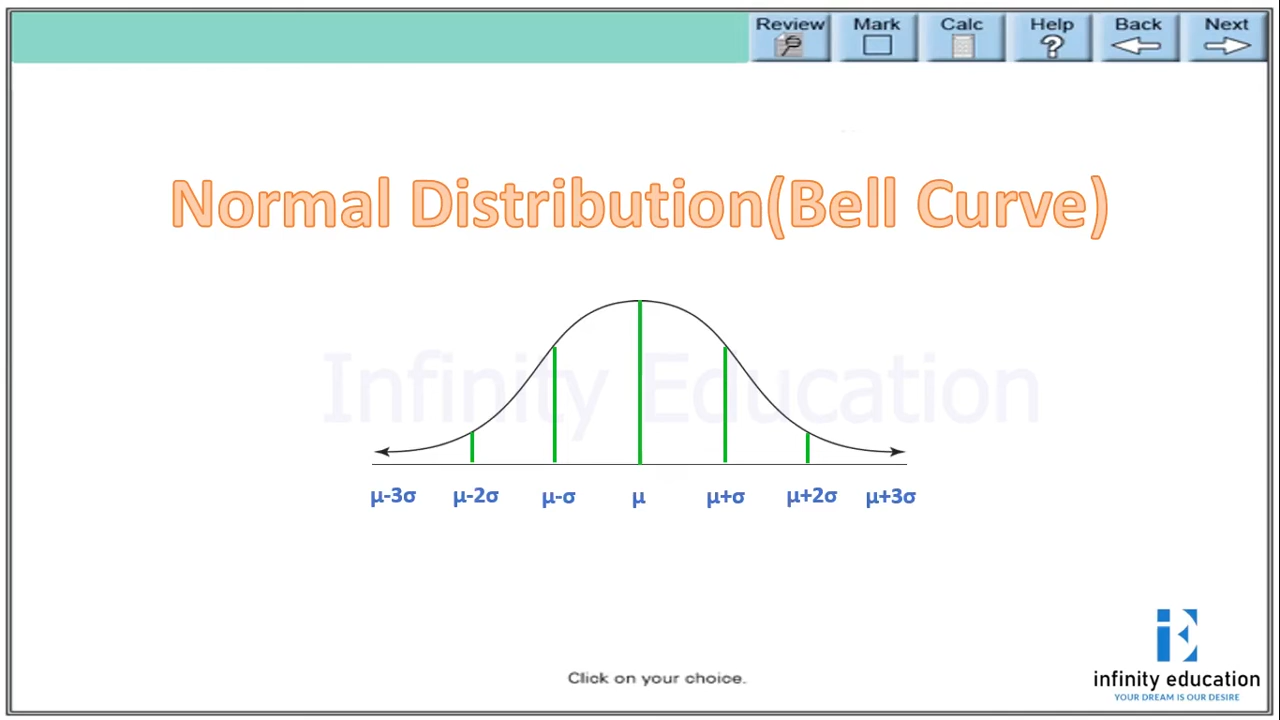 Review Mark Calc Help Back Next
Normal Distribution(Bell Curve)
Infinity Education
μ-3σ μ-2σ μ-σ μ μ+σ μ+2σ μ+3σ
Click on your choice.
iE
infinity education
YOUR DREAM IS OUR DESIRE